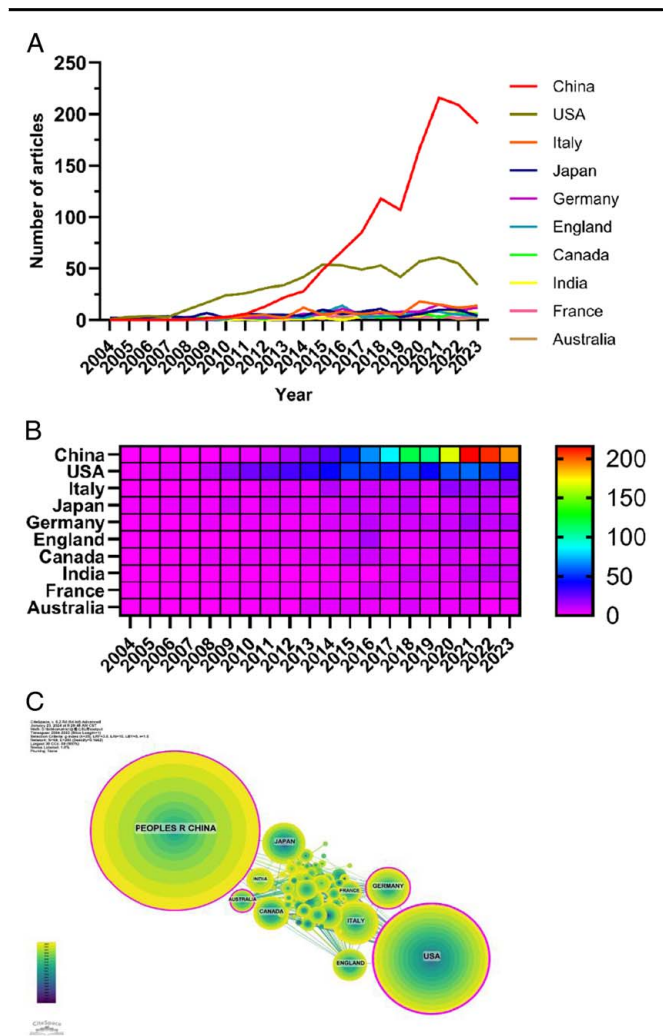 A
250
200
150
100
50
0
Number of articles
2004 2005 2006 2007 2008 2009 2010 2011 2012 2013 2014 2015 2016 2017 2018 2019 2020 2021 2022 2023
Year
China
USA
Italy
Japan
Germany
England
Canada
India
France
Australia
B
China
USA
Italy
Japan
Germany
England
Canada
India
France
Australia
2004 2005 2006 2007 2008 2009 2010 2011 2012 2013 2014 2015 2016 2017 2018 2019 2020 2021 2022 2023
200
150
100
50
0
C
PEOPLES R CHINA
JAPAN
INDIA
AUSTRALIA
CANADA
FRANCE
GERMANY
ITALY
ENGLAND
USA
CiteSpace